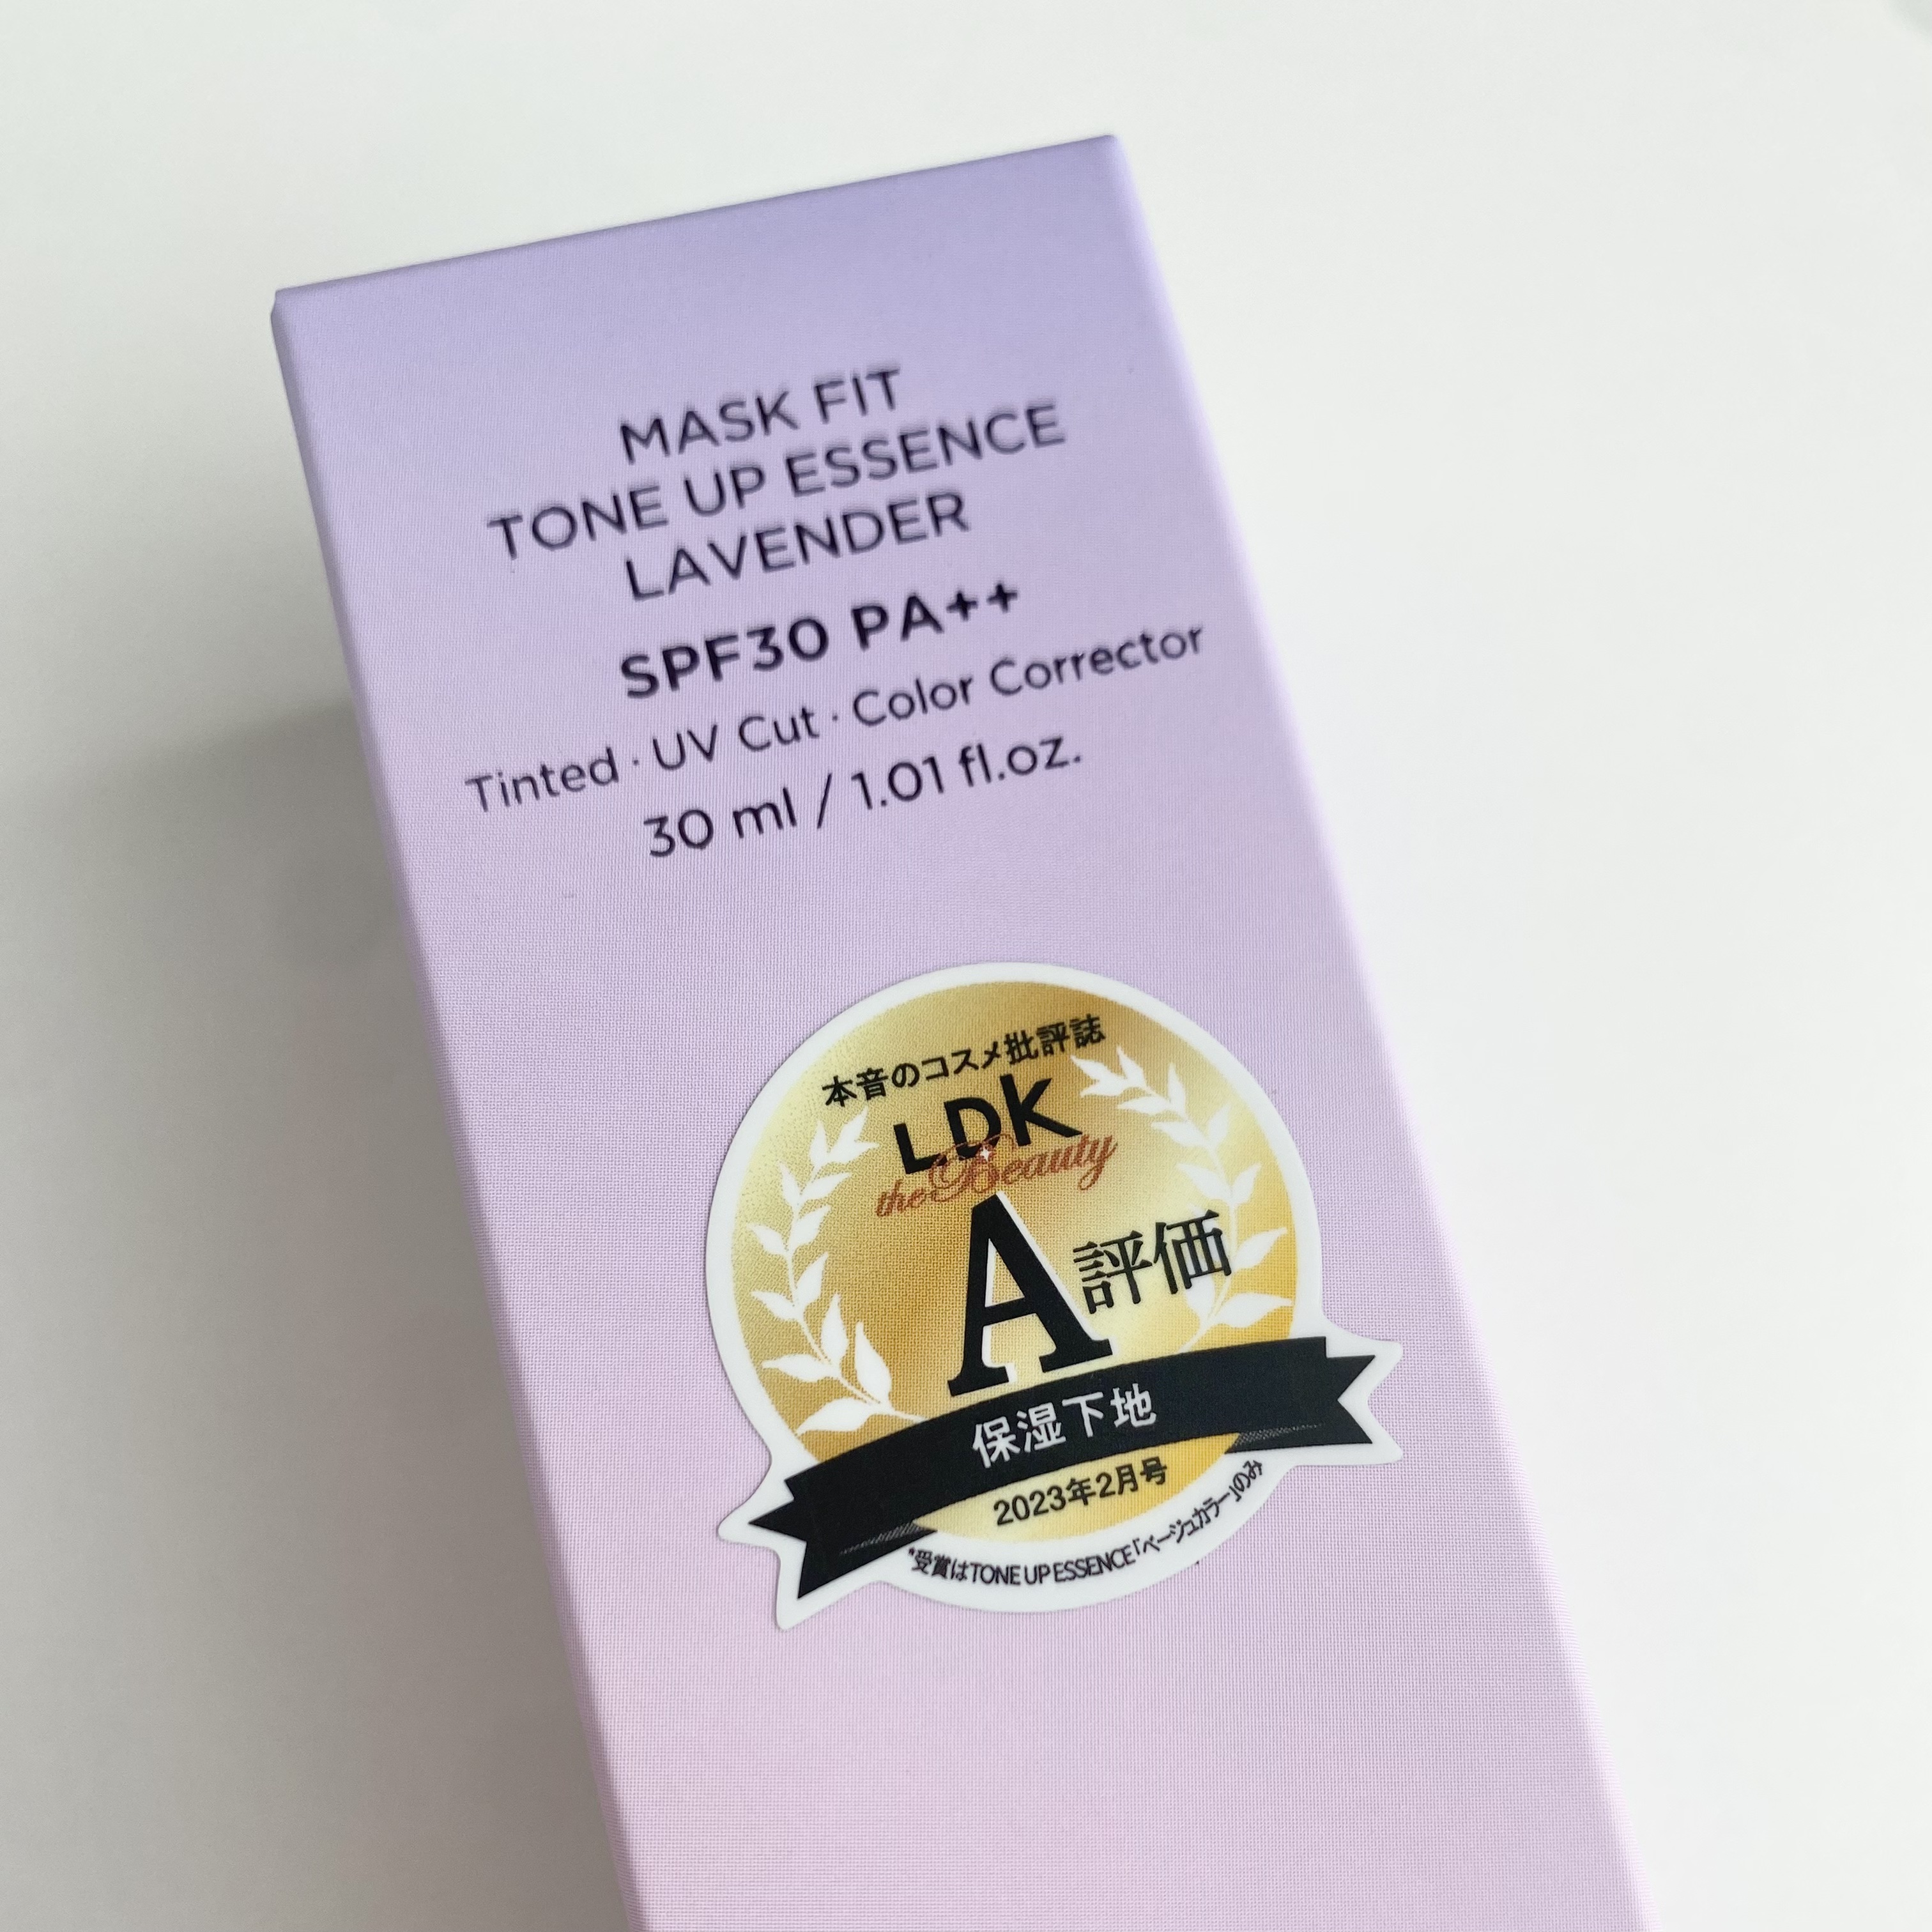 MASK FIT
TONE UP ESSENCE
LAVENDER
SPF30 PA++
Tinted · UV Cut · Color Corrector
30 ml / 1.01 fl.oz.
本音のコスメ批評誌
LDK
the Beauty
A評価
保湿下地
2023年2月号
*受賞はTONE UP ESSENCE「ベージュカラー」のみ